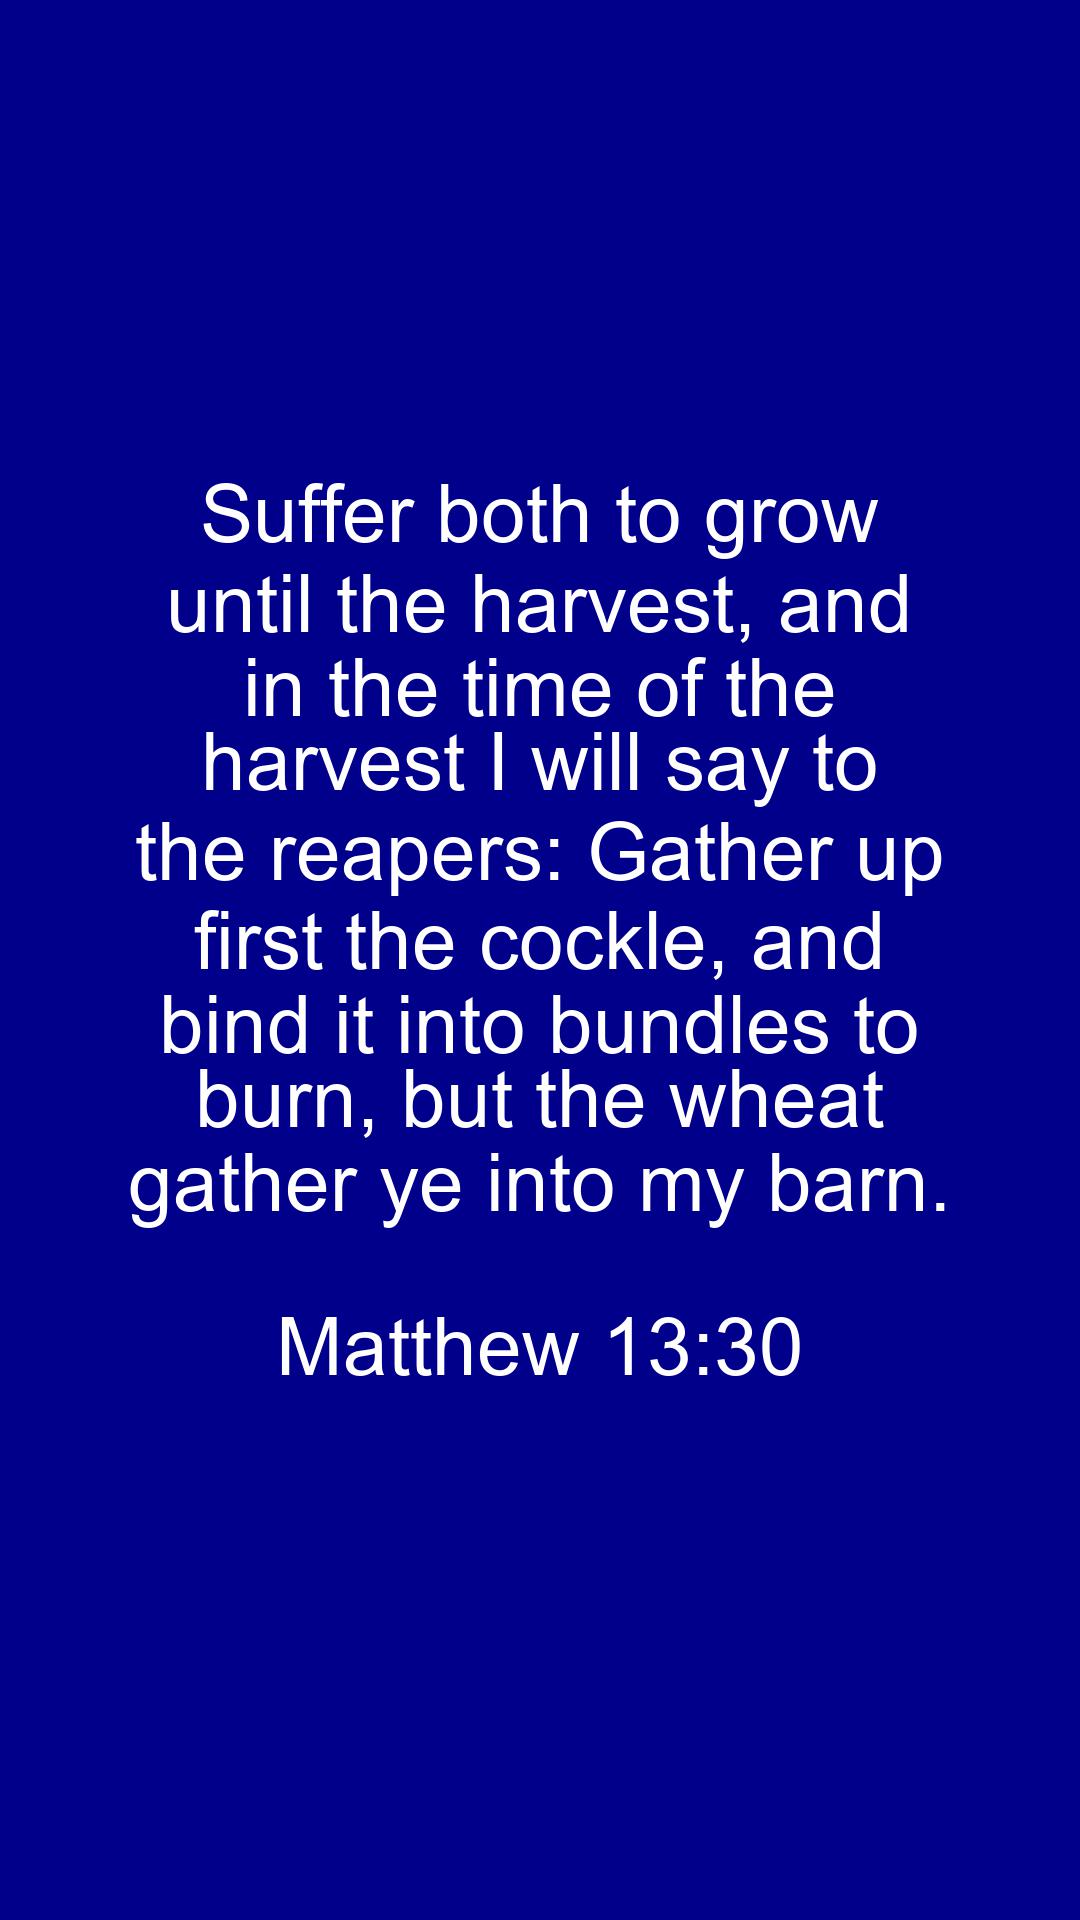 Suffer both to grow
until the harvest, and
in the time of the
harvest I will say to
the reapers: Gather up
first the cockle, and
bind it into bundles to
burn, but the wheat
gather ye into my barn.
Matthew 13:30